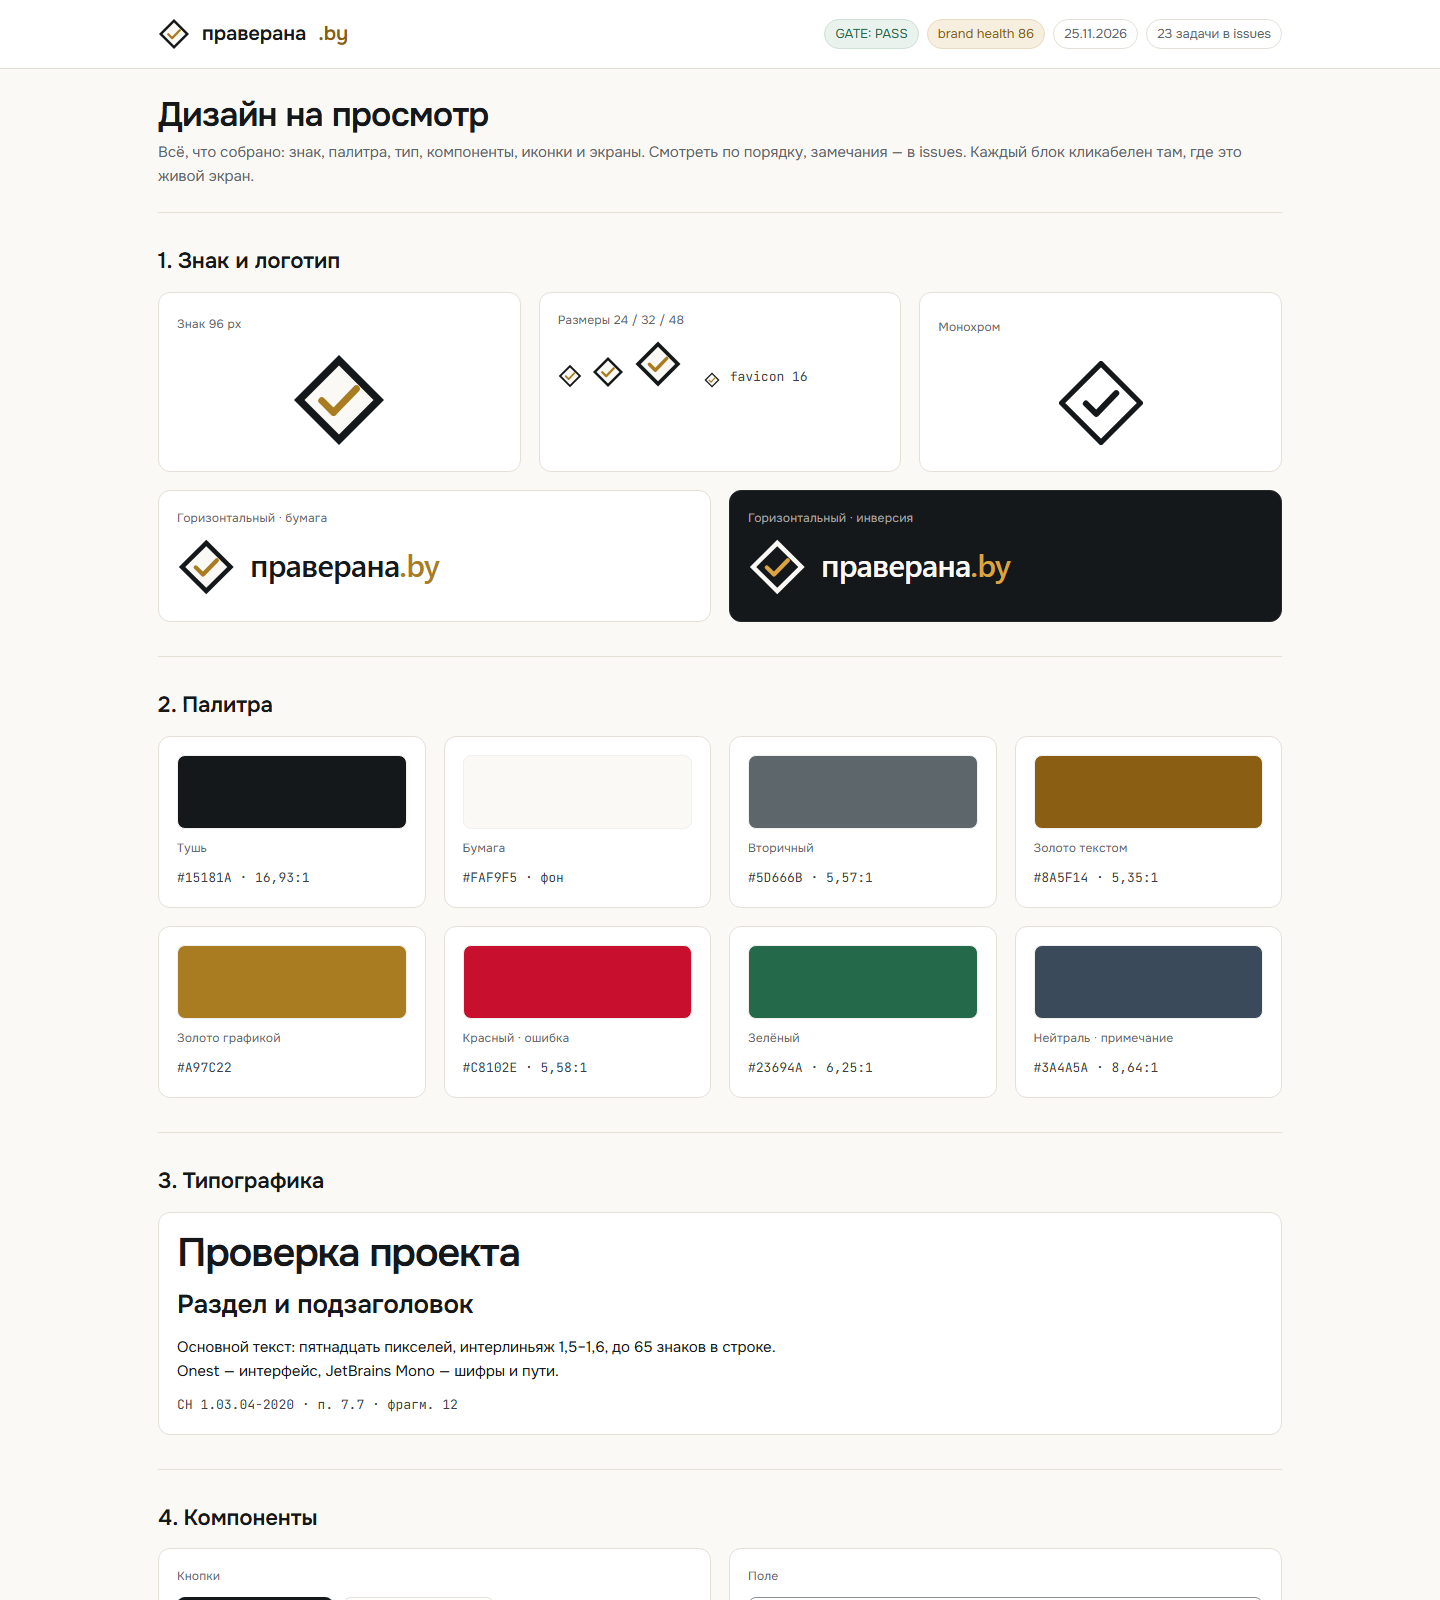 праверана .by
GATE: PASS
brand health 86
25.11.2026
23 задачи в issues
Дизайн на просмотр
Всё, что собрано: знак, палитра, тип, компоненты, иконки и экраны. Смотреть по порядку, замечания — в issues. Каждый блок кликабелен там, где это
живой экран.
1. Знак и логотип
Знак 96 px
Размеры 24 / 32 / 48
favicon 16
Монохром
Горизонтальный · бумага
праверана.by
Горизонтальный · инверсия
праверана.by
2. Палитра
Тушь
#15181A · 16,93:1
Бумага
#FAF9F5 · фон
Вторичный
#5D666B · 5,57:1
Золото текстом
#8A5F14 · 5,35:1
Золото графикой
#A97C22
Красный · ошибка
#C8102E · 5,58:1
Зелёный
#23694A · 6,25:1
Нейтраль · примечание
#3A4A5A · 8,64:1
3. Типографика
Проверка проекта
Раздел и подзаголовок
Основной текст: пятнадцать пикселей, интерлиньяж 1,5–1,6, до 65 знаков в строке.
Onest — интерфейс, JetBrains Mono — шифры и пути.
СН 1.03.04-2020 · п. 7.7 · фрагм. 12
4. Компоненты
Кнопки
Поле